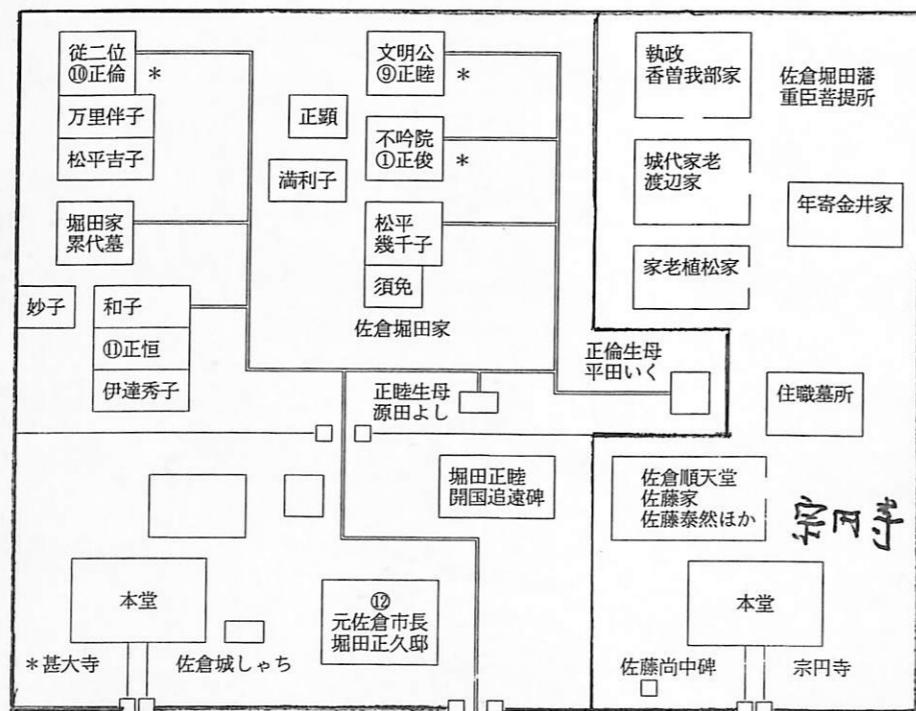 従二位
⑩正倫
*
万里伴子
松平吉子
堀田家
累代墓
妙子
和子
⑪正恒
伊達秀子
正顕
満利子
文明公
⑨正睦
*
不吟院
①正俊
*
松平
幾千子
須免
佐倉堀田家
正睦生母
源田よし
正倫生母
平田いく
執政
香曽我部家
佐倉堀田藩
重臣菩提所
城代家老
渡辺家
年寄金井家
家老植松家
住職墓所
堀田正睦
開国追遠碑
佐倉順天堂
佐藤家
佐藤泰然ほか
宗円寺
本堂
*甚大寺
佐倉城しゃち
⑫
元佐倉市長
堀田正久邸
本堂
佐藤尚中碑
宗円寺